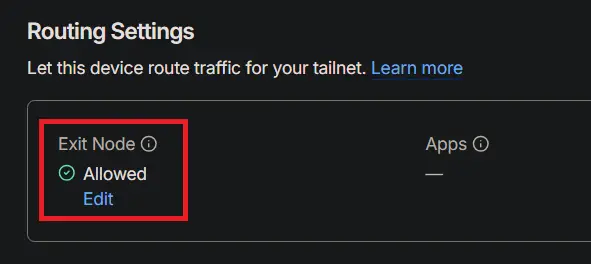 Routing Settings
Let this device route traffic for your tailnet. Learn more
Exit Node
Allowed
Edit
Apps
—